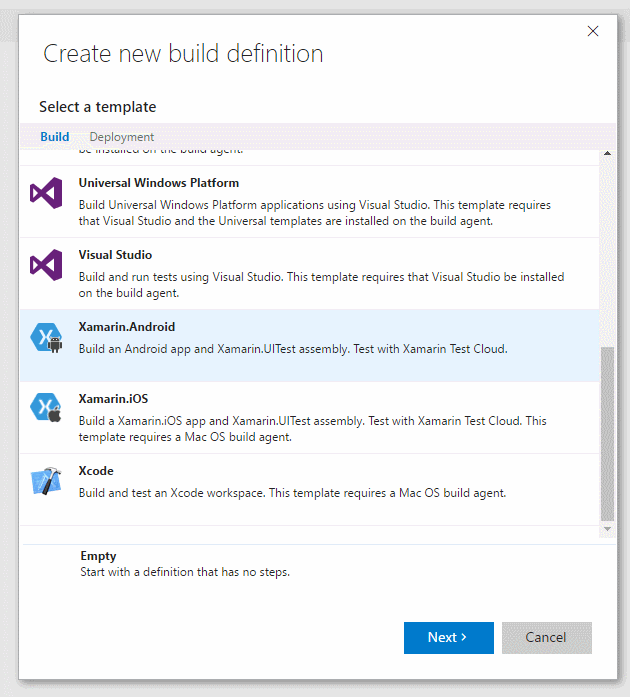 Create new build definition
Select a template
Build Deployment
be installed on the build agent.
Universal Windows Platform
Build Universal Windows Platform applications using Visual Studio. This template requires
that Visual Studio and the Universal templates are installed on the build agent.
Visual Studio
Build and run tests using Visual Studio. This template requires that Visual Studio be installed
on the build agent.
Xamarin.Android
Build an Android app and Xamarin.UITest assembly. Test with Xamarin Test Cloud.
Xamarin.iOS
Build a Xamarin.iOS app and Xamarin.UITest assembly. Test with Xamarin Test Cloud. This
template requires a Mac OS build agent.
Xcode
Build and test an Xcode workspace. This template requires a Mac OS build agent.
Empty
Start with a definition that has no steps.
Next >
Cancel